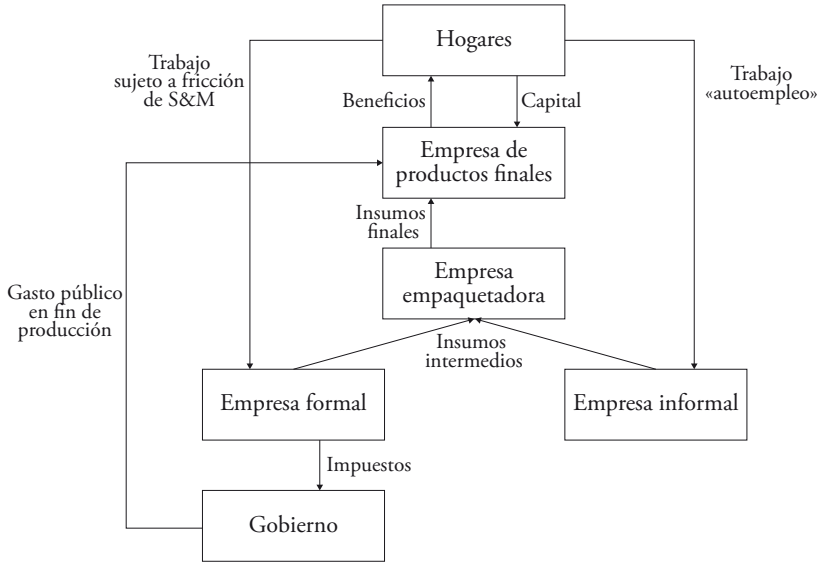 Hogares
Trabajo
sujeto a fricción
de S&M
Trabajo
«autoempleo»
Beneficios
Capital
Empresa de
productos finales
Insumos
finales
Empresa
empaquetadora
Gasto público
en fin de
producción
Insumos
intermedios
Empresa formal
Empresa informal
Impuestos
Gobierno